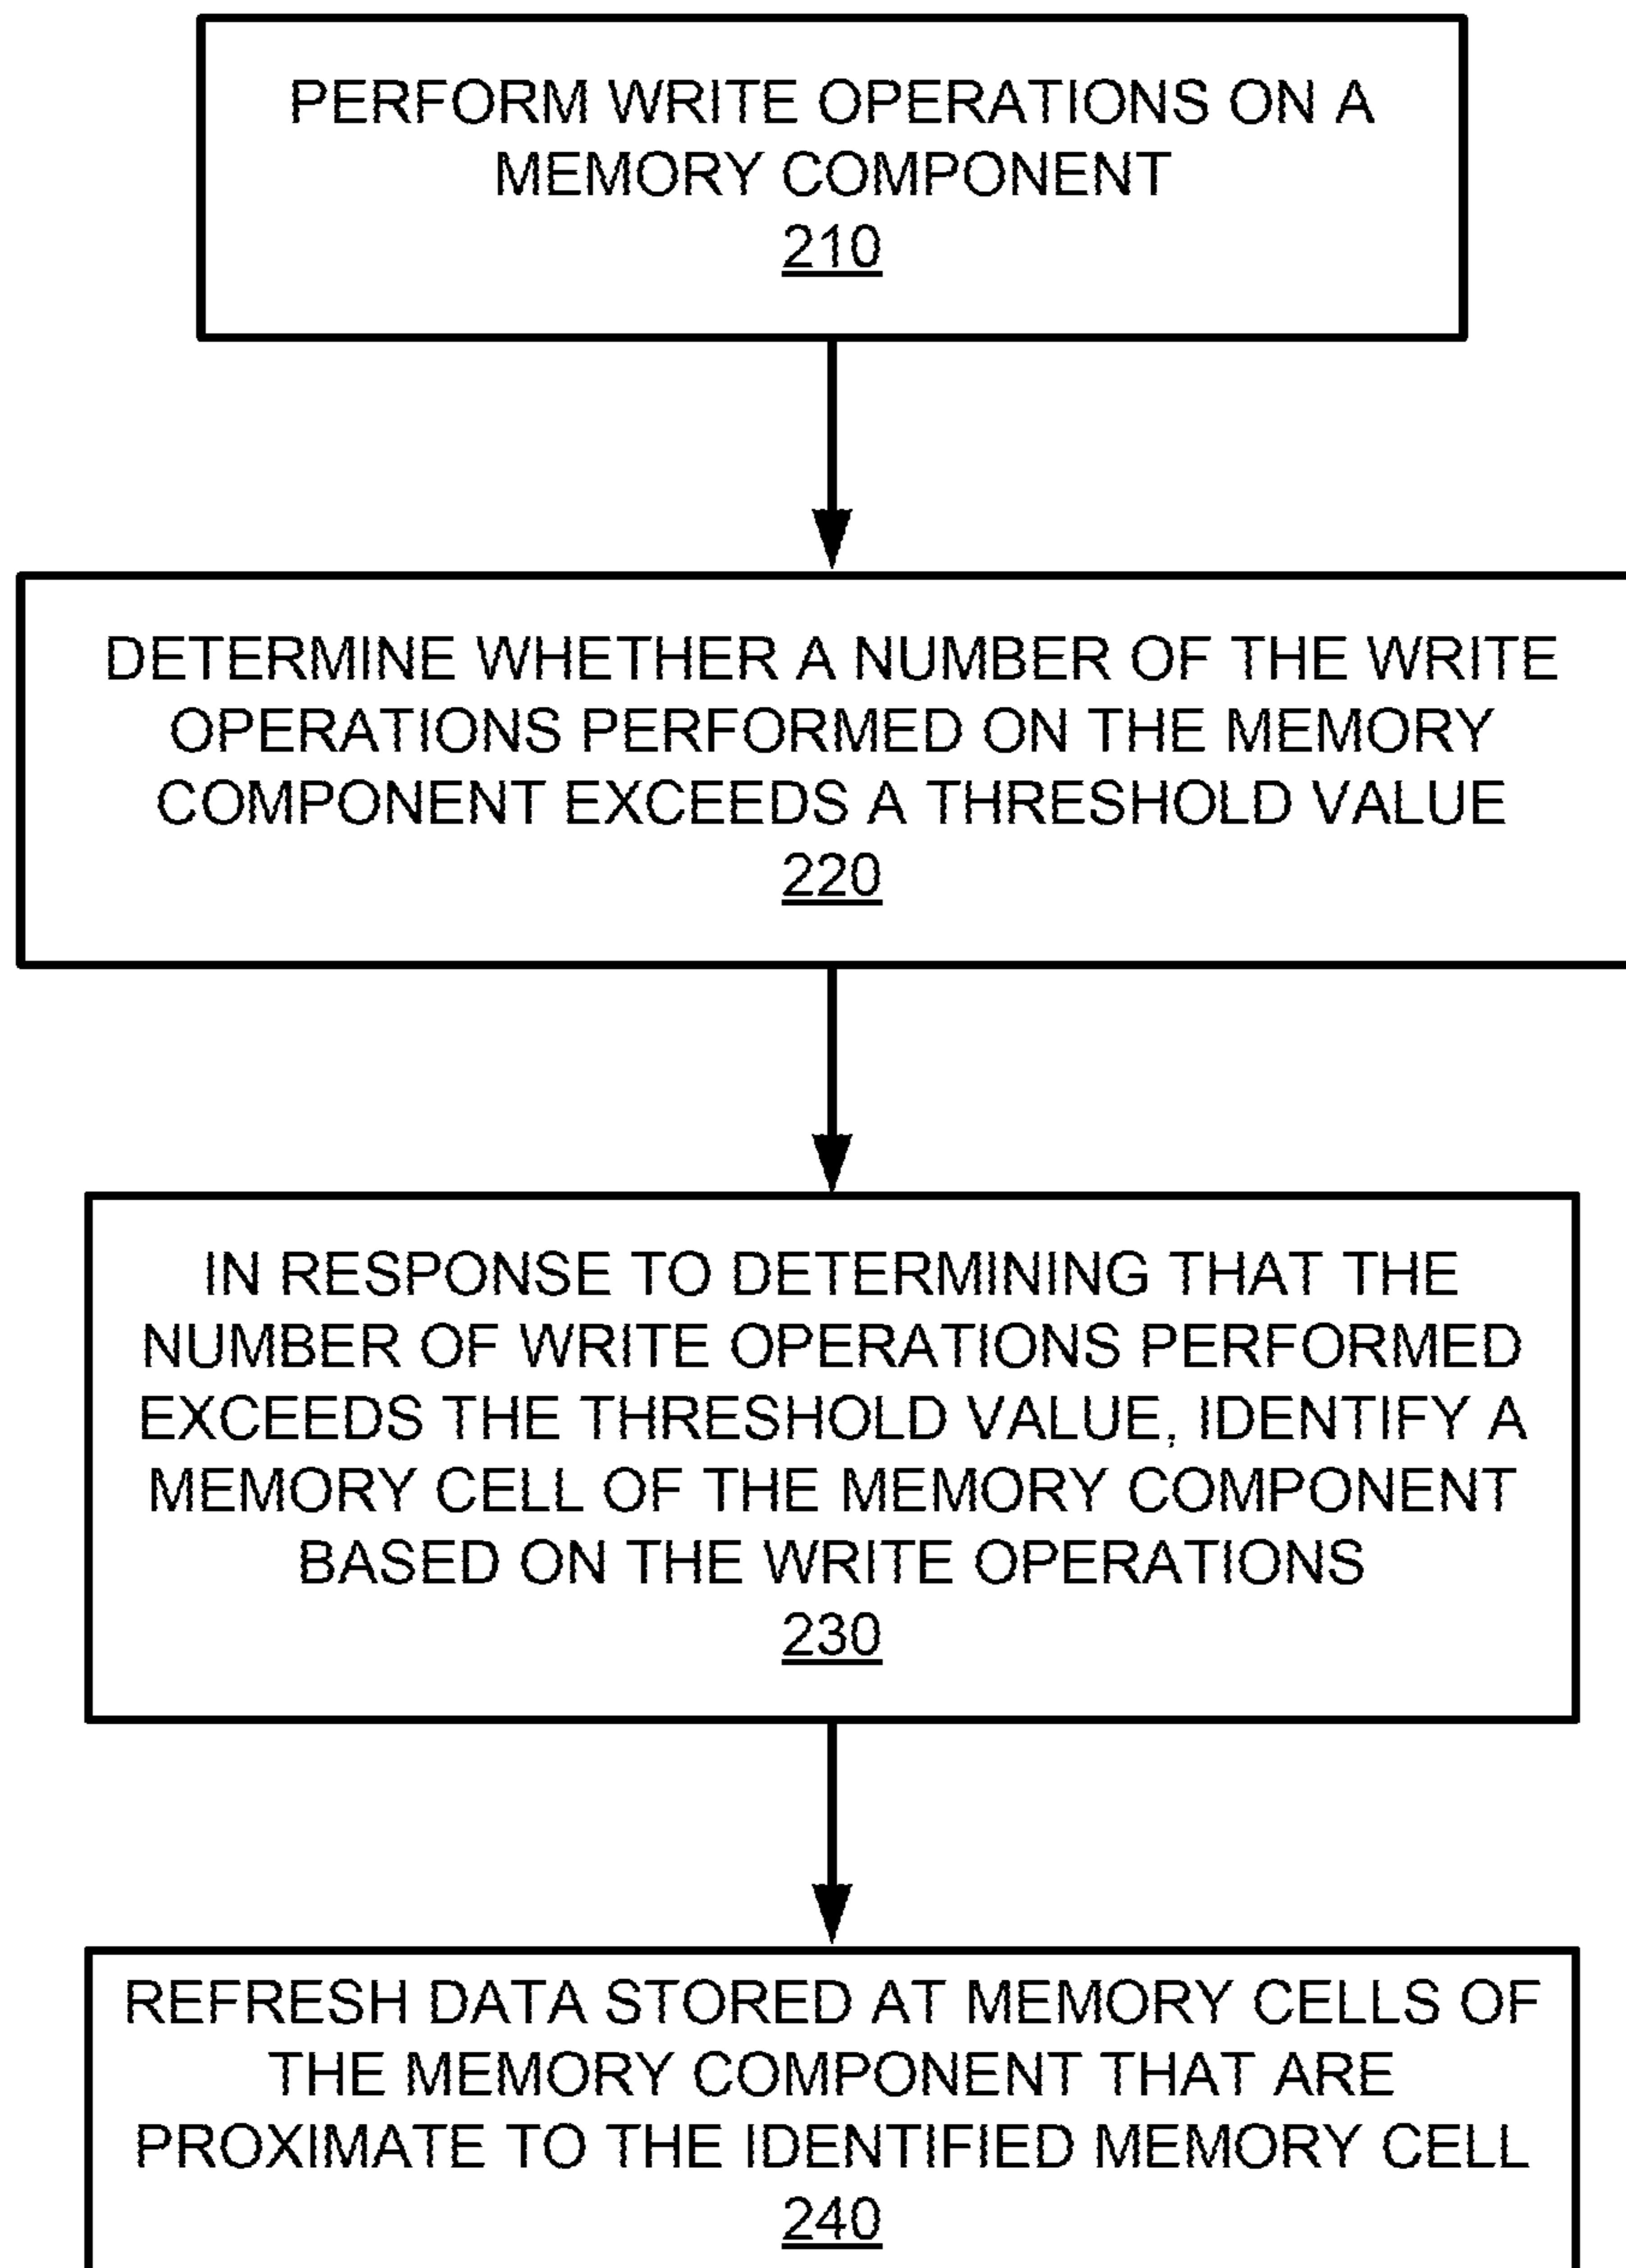 PERFORM WRITE OPERATIONS ON A
MEMORY COMPONENT
210
DETERMINE WHETHER A NUMBER OF THE WRITE
OPERATIONS PERFORMED ON THE MEMORY
COMPONENT EXCEEDS A THRESHOLD VALUE
220
IN RESPONSE TO DETERMINING THAT THE
NUMBER OF WRITE OPERATIONS PERFORMED
EXCEEDS THE THRESHOLD VALUE, IDENTIFY A
MEMORY CELL OF THE MEMORY COMPONENT
BASED ON THE WRITE OPERATIONS
230
REFRESH DATA STORED AT MEMORY CELLS OF
THE MEMORY COMPONENT THAT ARE
PROXIMATE TO THE IDENTIFIED MEMORY CELL
240